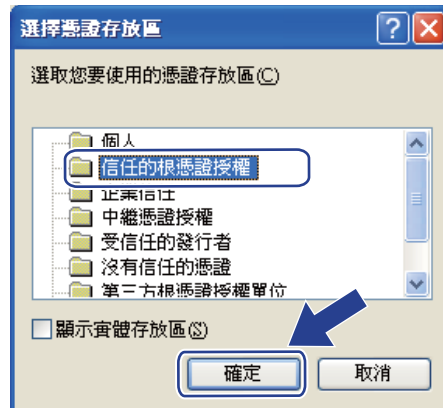 選擇憑證存放區
選取您要使用的憑證存放區(C)
個人
信任的根憑證授權
企業信任
中繼憑證授權
受信任的發行者
沒有信任的憑證
第三方根憑證授權單位
顯示實體存放區(S)
確定
取消